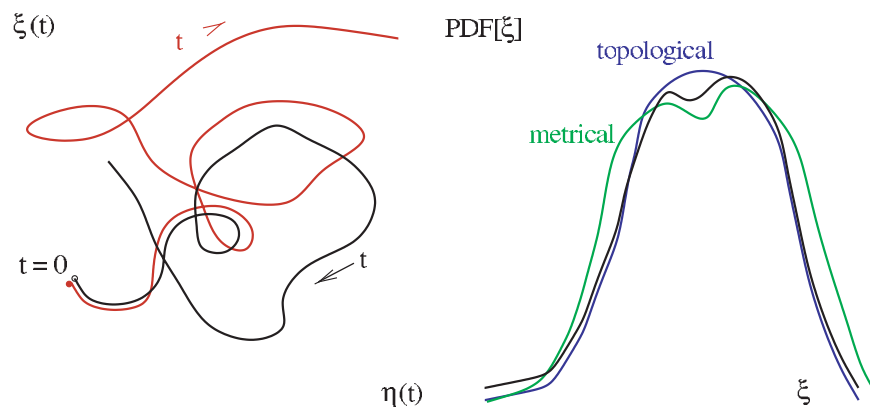 ξ(t)
t
t = 0
t
η(t)
PDF[ξ]
topological
metrical
ξ